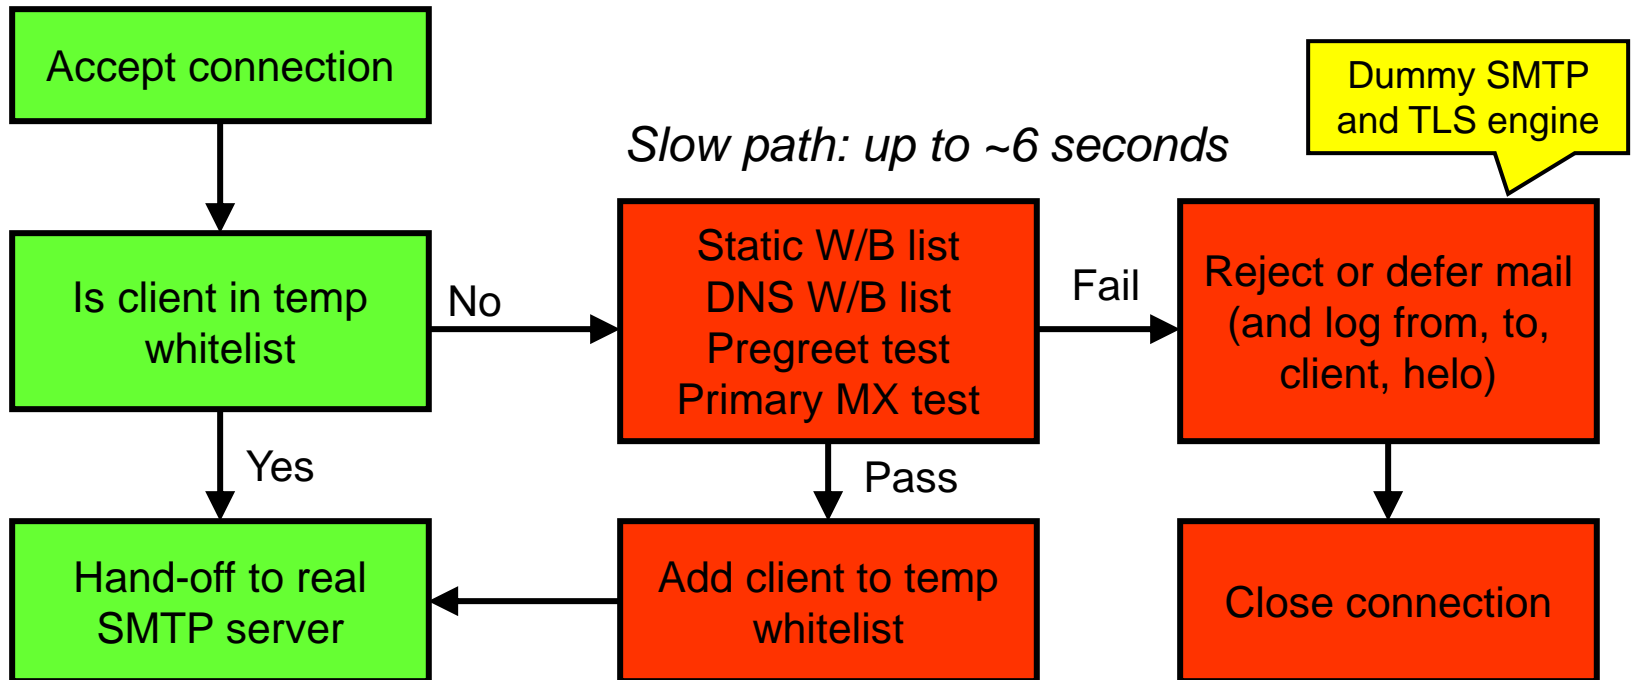 Accept connection
Slow path: up to ~6 seconds
Dummy SMTP
and TLS engine
Is client in temp
whitelist
No
Static W/B list
DNS W/B list
Pregreet test
Primary MX test
Fail
Reject or defer mail
(and log from, to,
client, helo)
Yes
Pass
Hand-off to real
SMTP server
Add client to temp
whitelist
Close connection